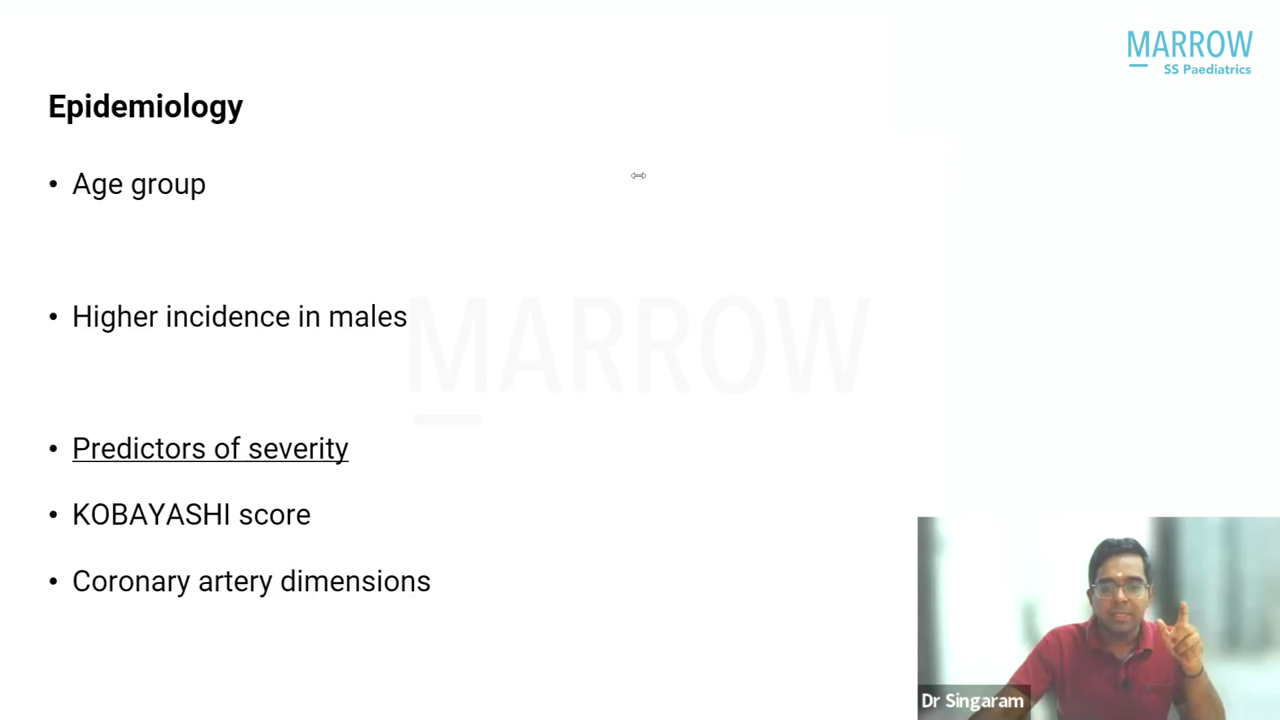 MARROW
SS Paediatrics
Epidemiology
• Age group
• Higher incidence in males
MARROW
• Predictors of severity
• KOBAYASHI score
• Coronary artery dimensions
Dr Singaram